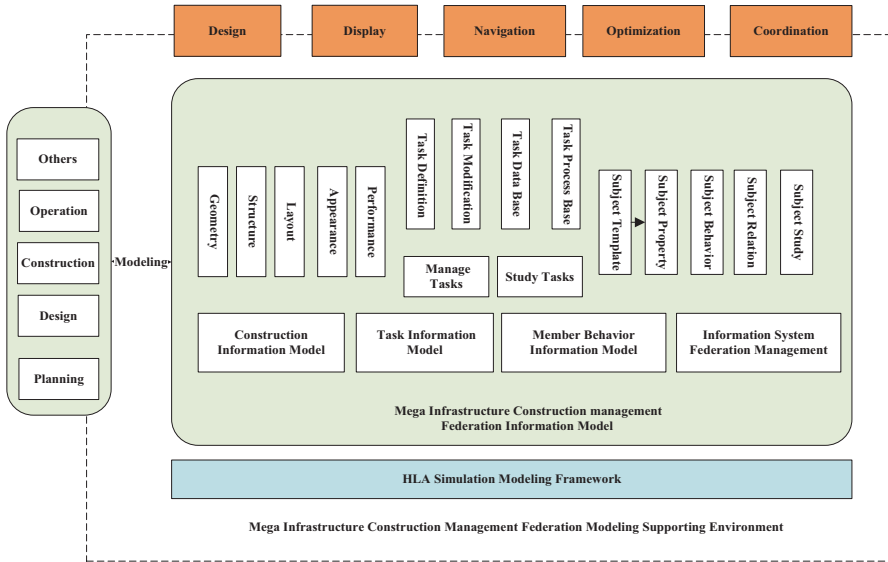 Design
Display
Navigation
Optimization
Coordination
Others
Operation
Construction
Design
Planning
Modeling
Geometry
Structure
Layout
Appearance
Performance
Task Definition
Task Modification
Task Data Base
Task Process Base
Subject Template
Subject Property
Subject Behavior
Subject Relation
Subject Study
Manage
Tasks
Study Tasks
Construction
Information Model
Task Information
Model
Member Behavior
Information Model
Information System
Federation Management
Mega Infrastructure Construction management
Federation Information Model
HLA Simulation Modeling Framework
Mega Infrastructure Construction Management Federation Modeling Supporting Environment